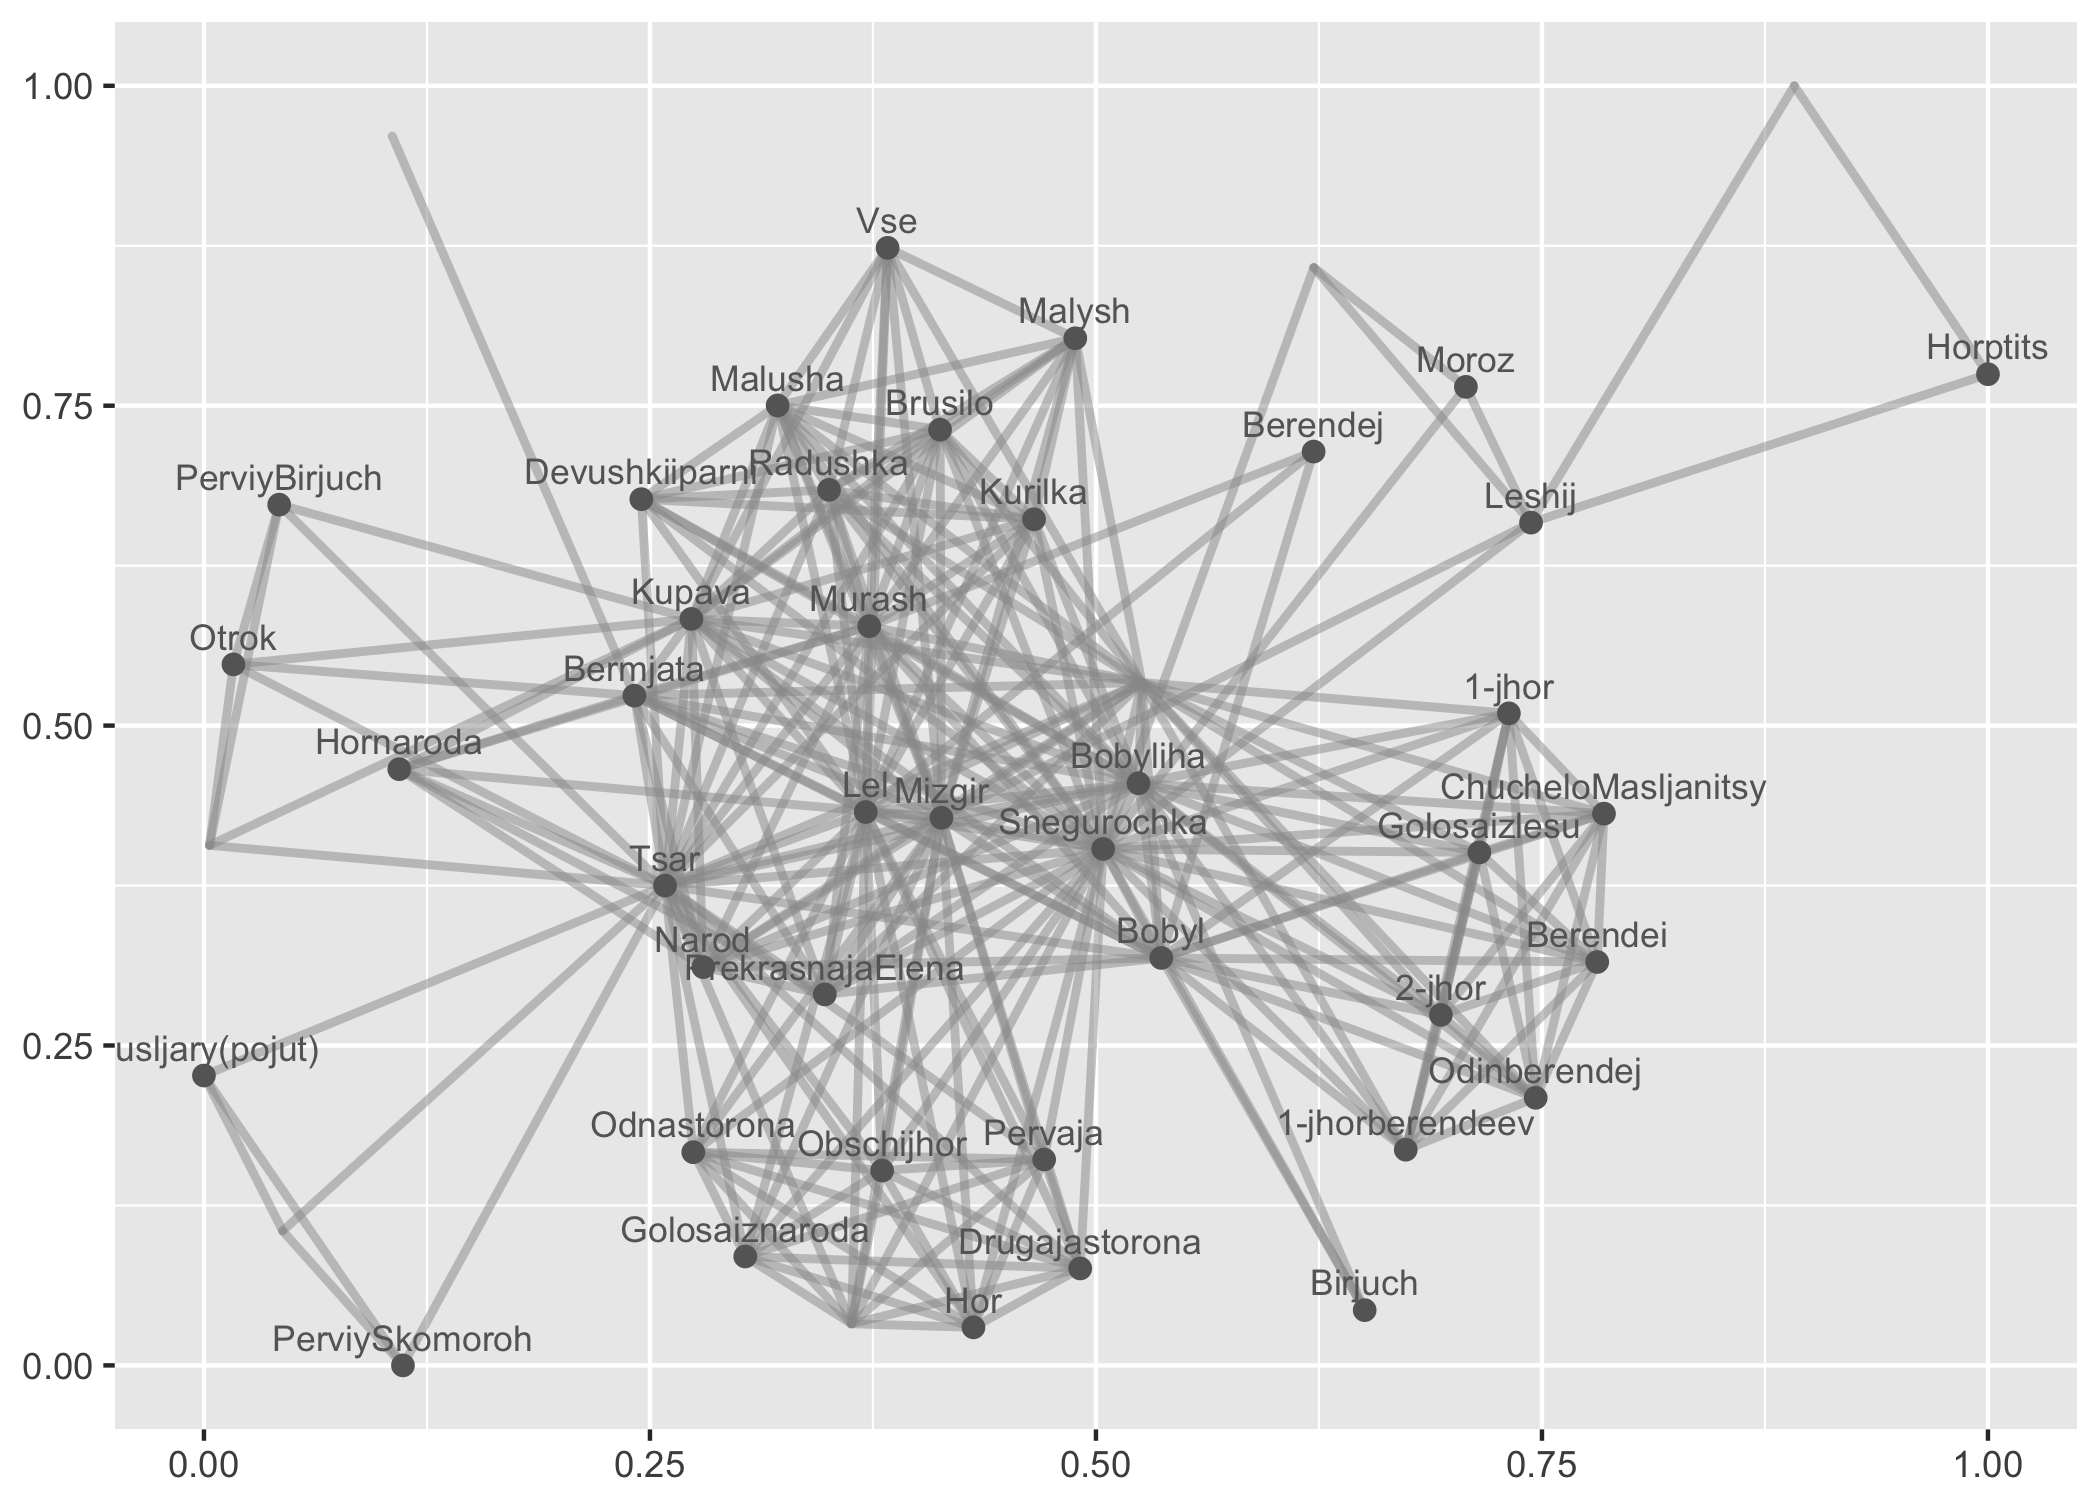 1.00
Vse
Malysh
Horptits
Moroz
Malusha
0.75
Brusilo
Berendej
Devushkiiparni
Radushka
PerviyBirjuch
Kurilka
Leshij
Kupava
Murash
Otrok
Bermjata
1-jhor
0.50
Hornaroda
Bobyliha
Lel
Mizgir
ChucheloMasljanitsy
Snegurochka
Golosaizlesu
Tsar
Narod
Bobyl
Berendei
PrekrasnajaElena
2-jhor
0.25
usljary(pojut)
Odinberendej
Odnastorona
Obschijhor
Pervaja
1-jhorberendeev
Golosaiznaroda
Drugajastorona
Birjuch
Hor
PerviySkomoroh
0.00
0.00 0.25 0.50 0.75 1.00